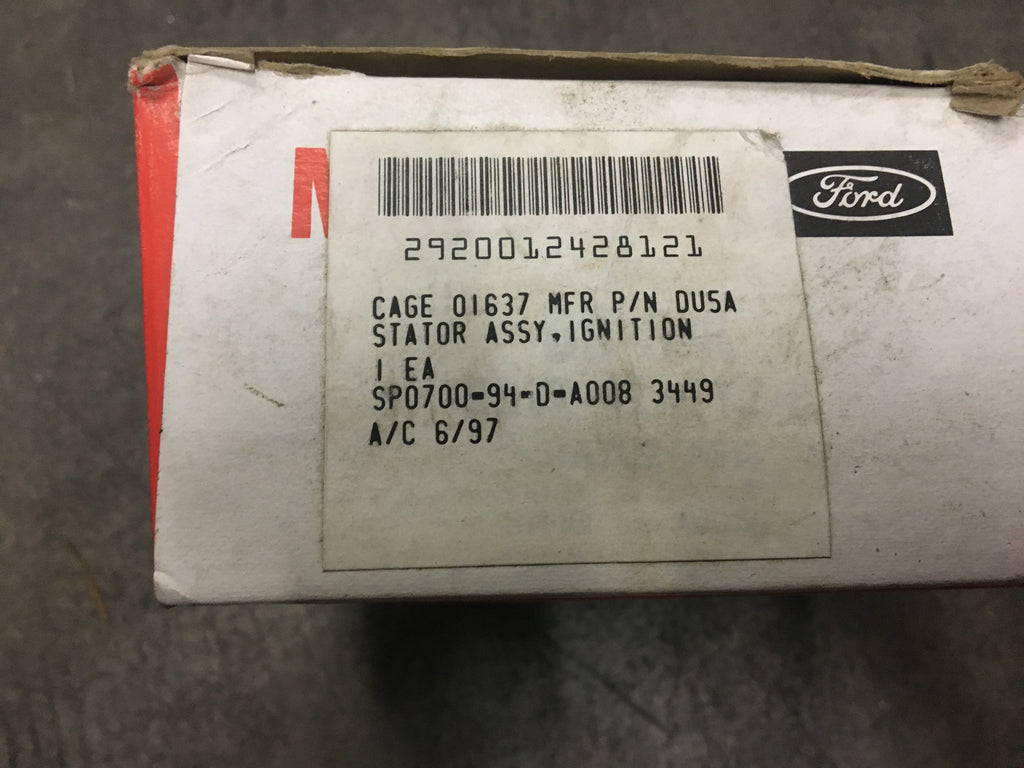 M
Ford
2920012428121
CAGE 01637 MFR P/N DU5A
STATOR ASSY,IGNITION
1 EA
SP0700-94-D-A008 3449
A/C 6/97